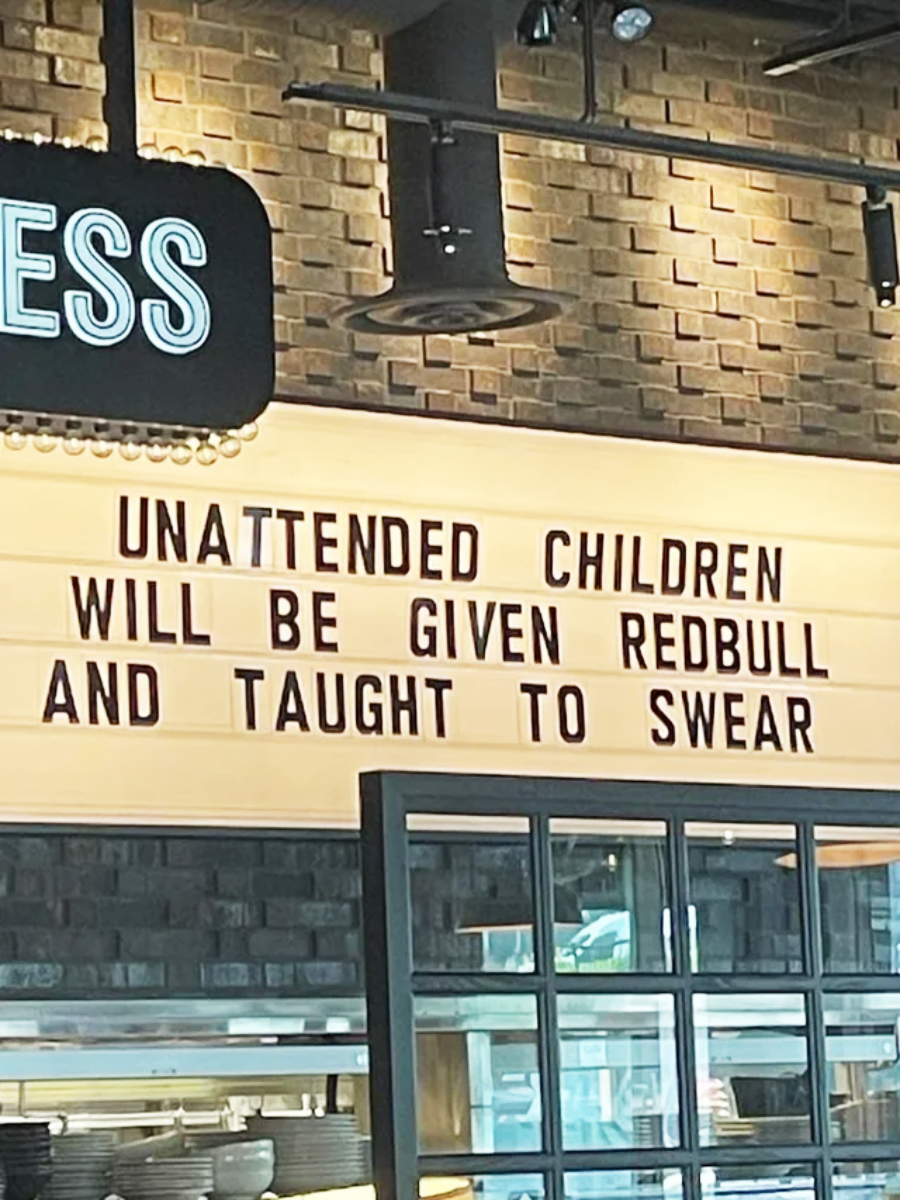 ESS
UNATTENDED CHILDREN
WILL BE GIVEN REDBULL
AND TAUGHT TO SWEAR